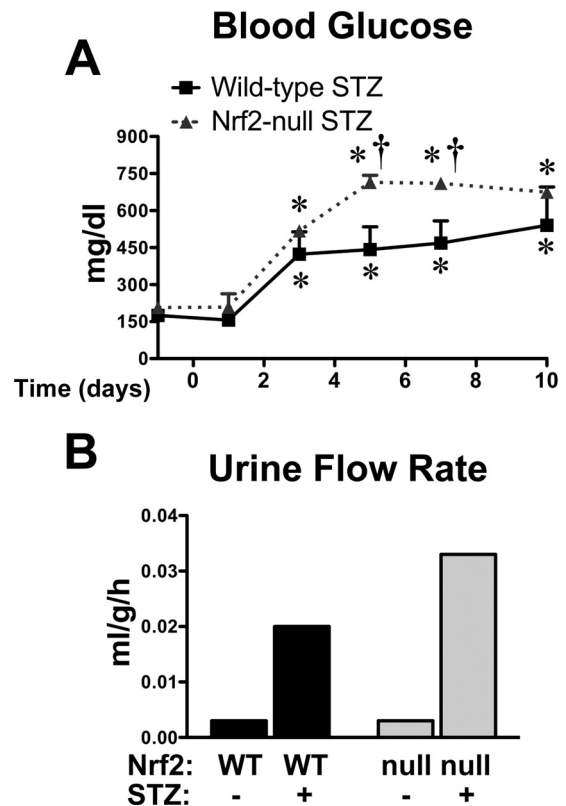 Blood Glucose
A
Wild-type STZ
Nrf2-null STZ
900
750
600
450
300
150
0
mg/dl
* † * † *
*
* * * *
Time (days) 0 2 4 6 8 10
B
Urine Flow Rate
0.04
0.03
0.02
0.01
0.00
ml/g/h
Nrf2: WT WT null null
STZ: - + - +